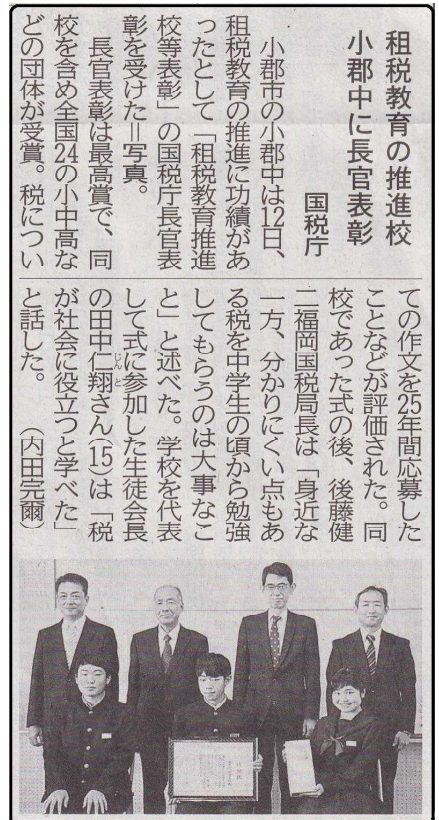 租税教育の推進校
小郡中に長官表彰
国税庁
小郡市の小郡中は12日、
租税教育の推進に功績があ
ったとして「租税教育推進
校等表彰」の国税庁長官表
彰を受けた=写真。
長官表彰は最高賞で、同
校を含め全国24の小中高な
どの団体が受賞。税につい
ての作文を25年間応募した
ことなどが評価された。同
校であった式の後、後藤健
二福岡国税局長は「身近な
一方、分かりにくい点もあ
る税を中学生の頃から勉強
してもらうのは大事なこ
と」と述べた。学校を代表
して式に参加した生徒会長
の田中仁翔さん(15)は「税
じんと
が社会に役立つと学べた」
と話した。 (内田完爾)